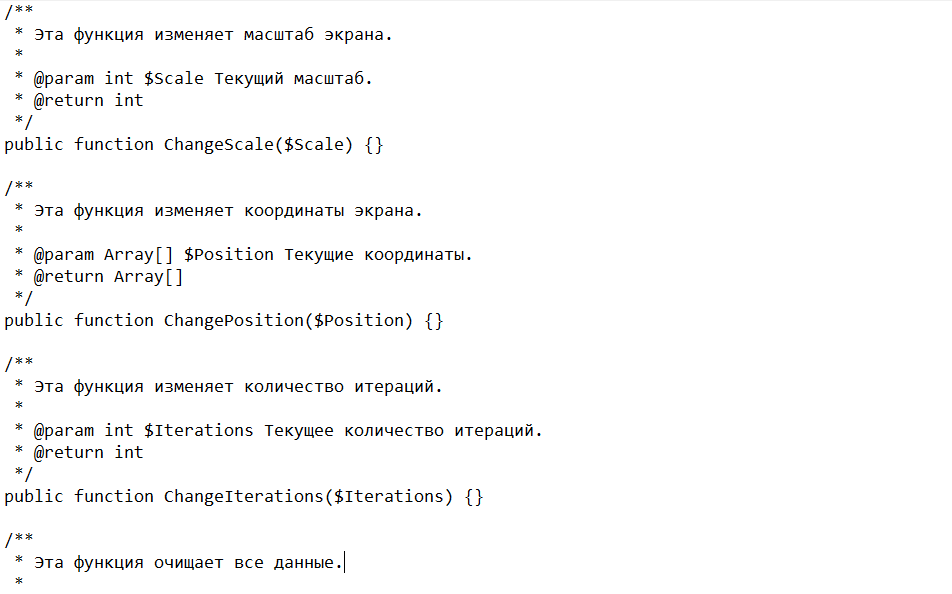 /**
 * Эта функция изменяет масштаб экрана.
 *
 * @param int $Scale Текущий масштаб.
 * @return int
 */
public function ChangeScale($Scale) {}
/**
 * Эта функция изменяет координаты экрана.
 *
 * @param Array[] $Position Текущие координаты.
 * @return Array[]
 */
public function ChangePosition($Position) {}
/**
 * Эта функция изменяет количество итераций.
 *
 * @param int $Iterations Текущее количество итераций.
 * @return int
 */
public function ChangeIterations($Iterations) {}
/**
 * Эта функция очищает все данные.
 *